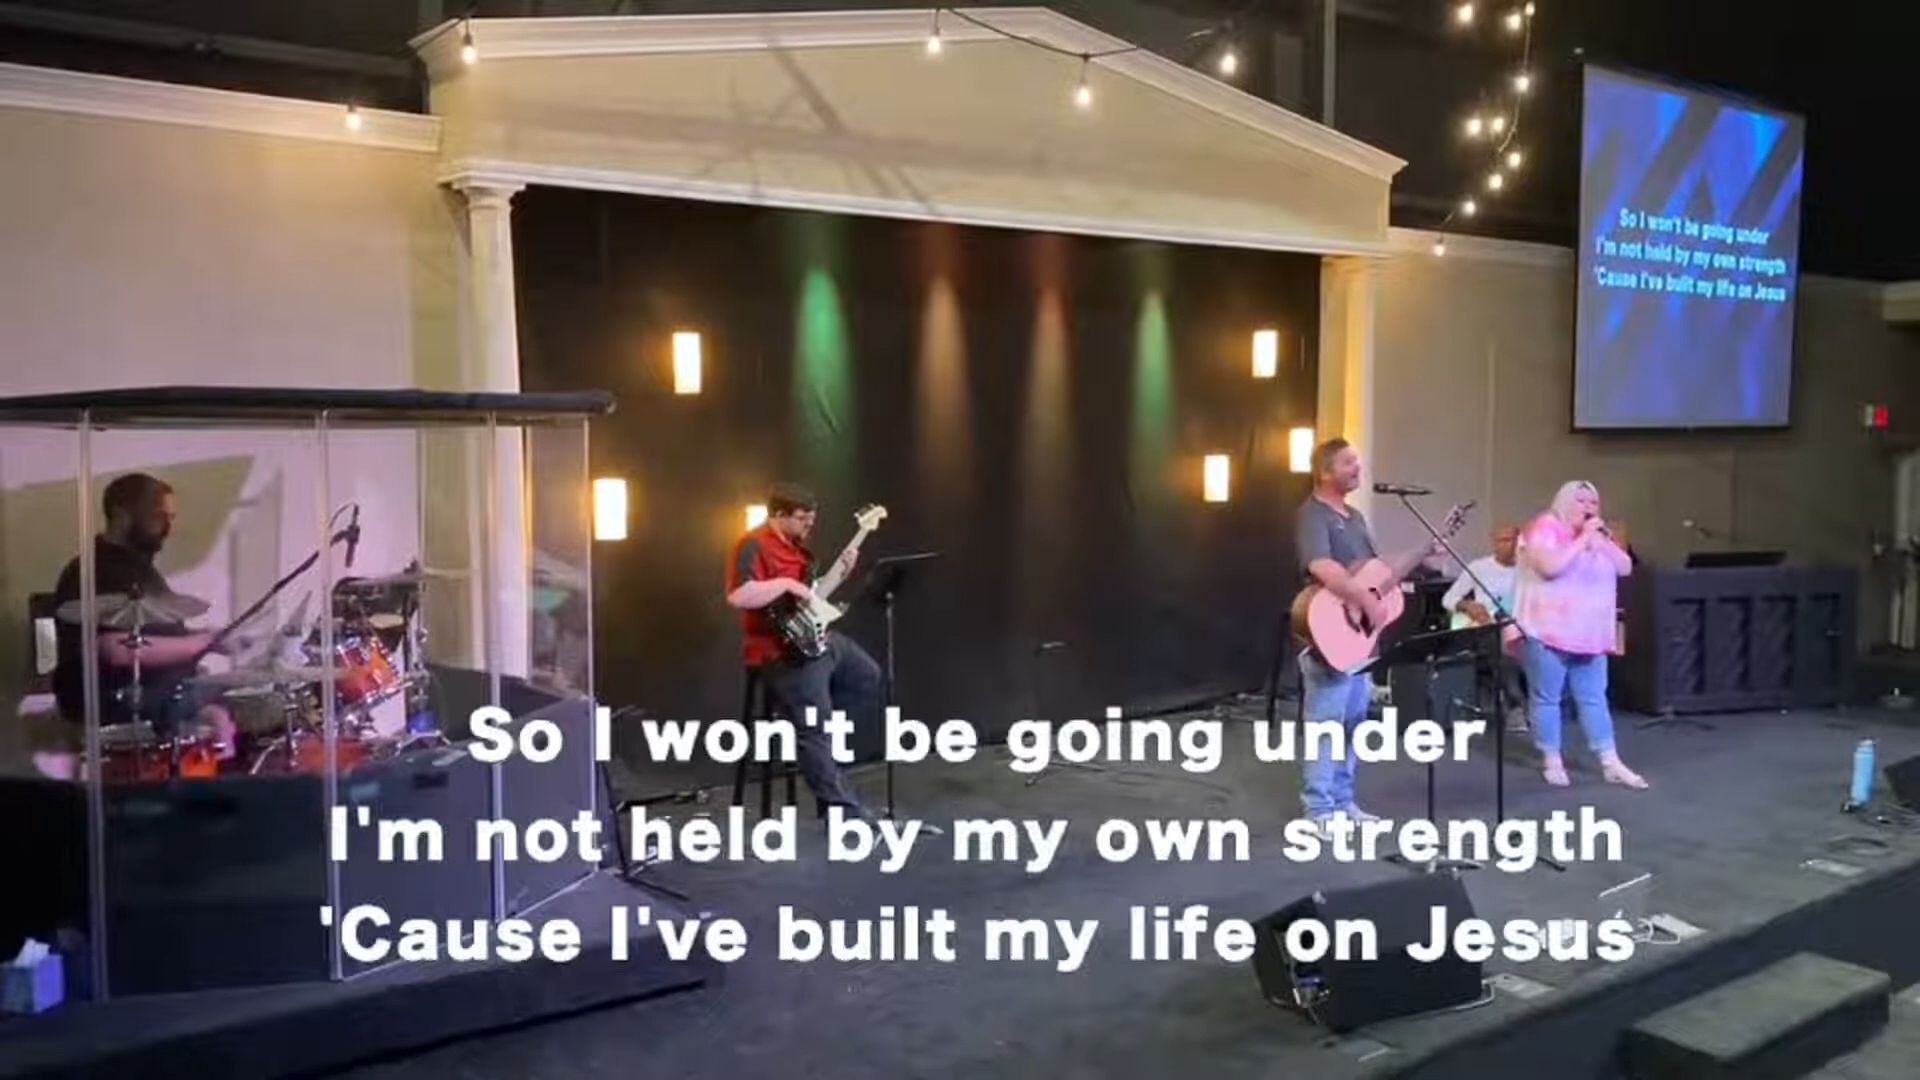 So I won't be going under
I'm not held by my own strength
'Cause I've built my life on Jesus
So I won't be going under
I'm not held by my own strength
'Cause I've built my life on Jesus